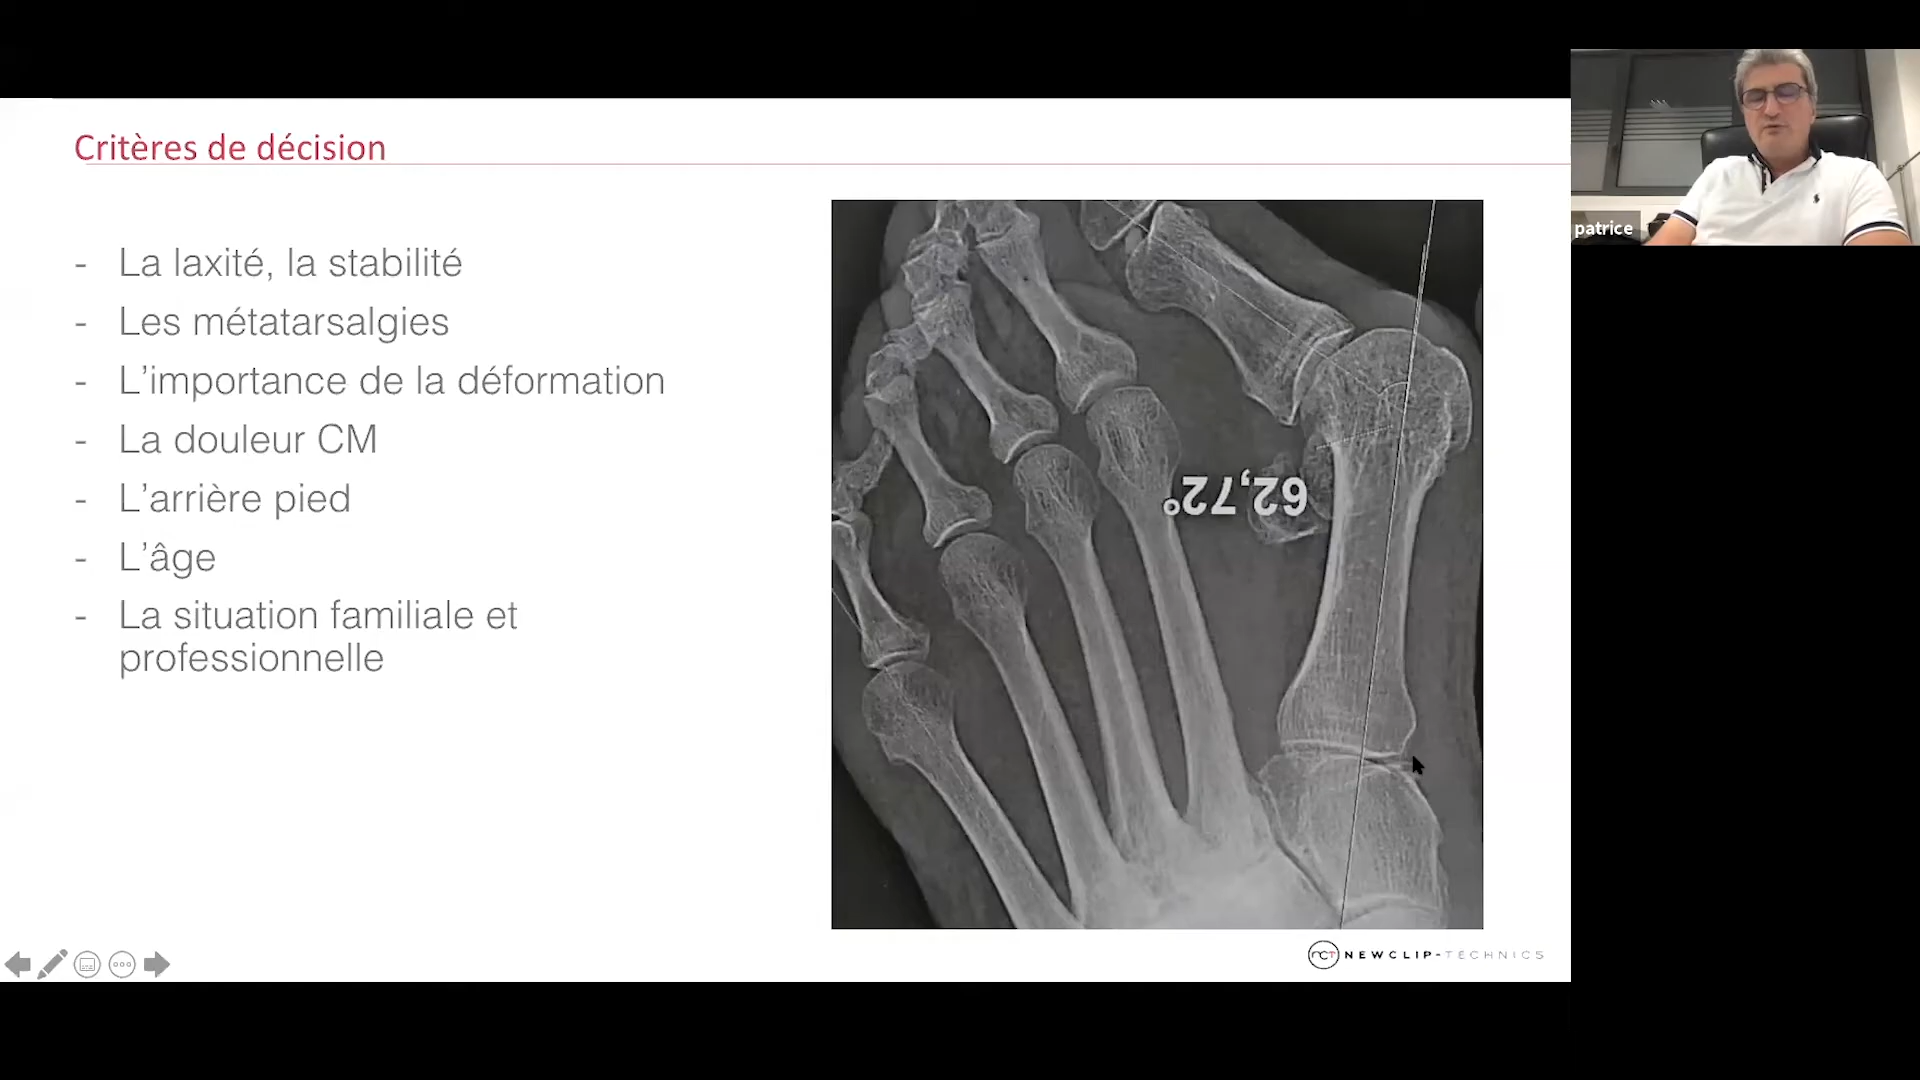 Critères de décision
- La laxité, la stabilité
- Les métatarsalgies
- L’importance de la déformation
- La douleur CM
- L’arrière pied
- L’âge
- La situation familiale et
professionnelle
62,72°
patrice
nct NEWCLIP-TECHNICS